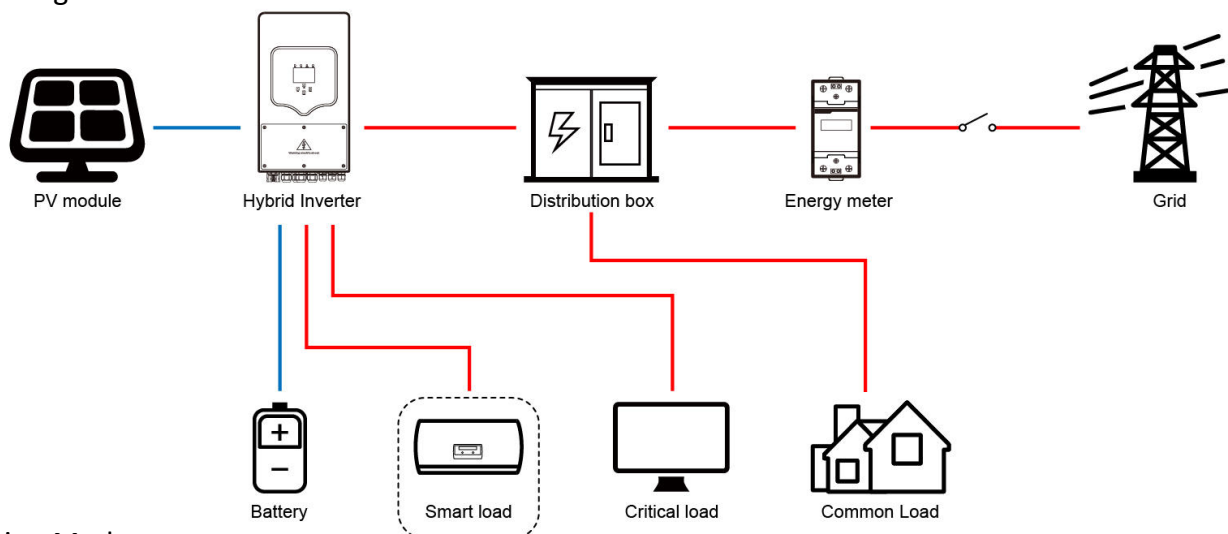 PV module
Hybrid Inverter
Distribution box
Energy meter
Grid
Battery
Smart load
Critical load
Common Load